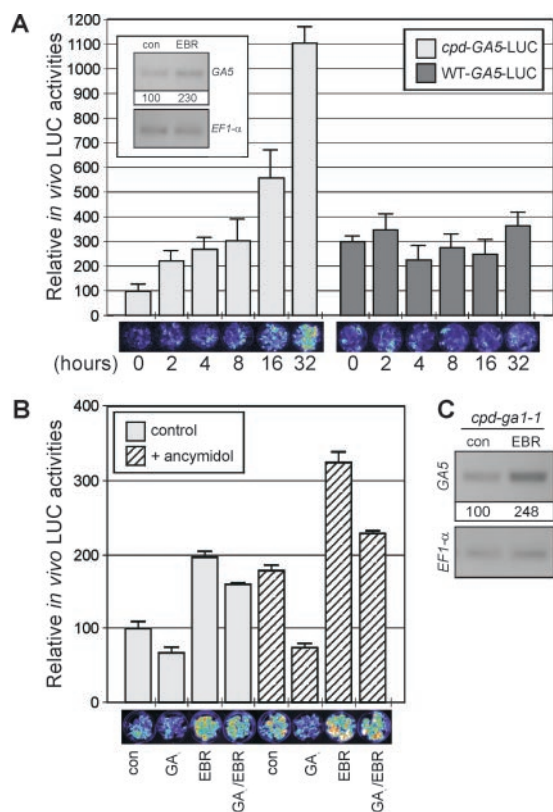 A
Relative in vivo LUC activities
1200
1100
1000
900
800
700
600
500
400
300
200
100
con EBR
GA5
100 230
EF1-α
cpd-GA5-LUC
WT-GA5-LUC
(hours) 0 2 4 8 16 32 0 2 4 8 16 32
B
Relative in vivo LUC activities
400
300
200
100
0
control
+ ancymidol
con GA EBR GA/EBR con GA EBR GA/EBR
C
cpd-ga1-1
con EBR
GA5
100 248
EF1-α